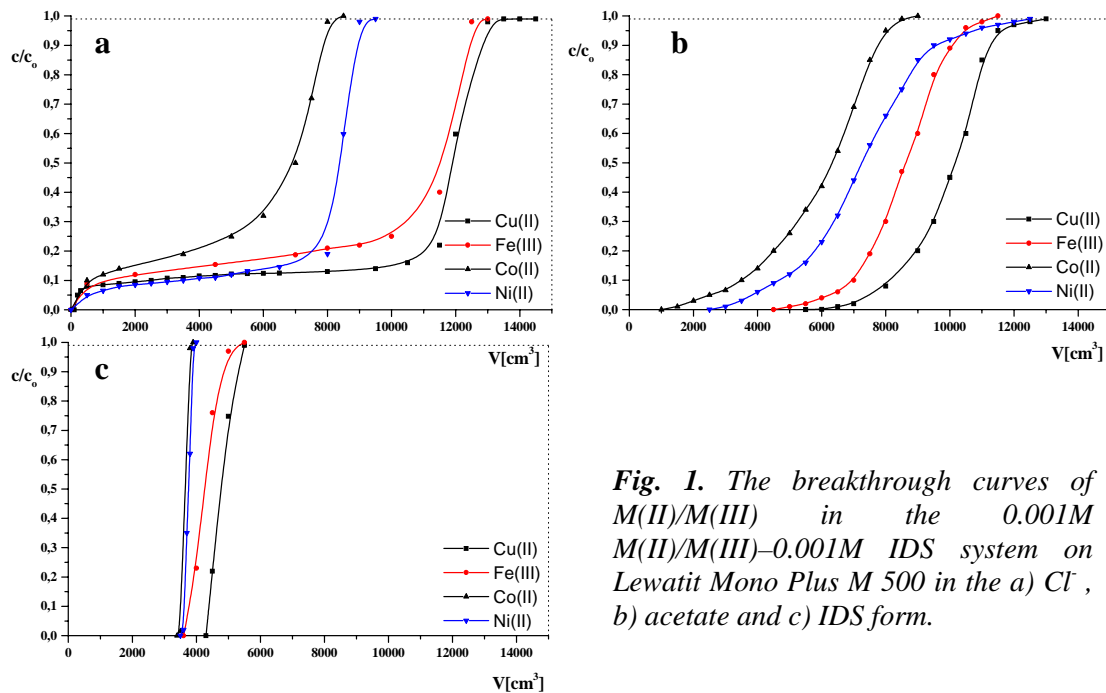 a
c/c₀
1,0
0,9
0,8
0,7
0,6
0,5
0,4
0,3
0,2
0,1
0,0
Cu(II)
Fe(III)
Co(II)
Ni(II)
0 2000 4000 6000 8000 10000 12000 14000
V[cm³]
b
c/c₀
1,0
0,9
0,8
0,7
0,6
0,5
0,4
0,3
0,2
0,1
0,0
Cu(II)
Fe(III)
Co(II)
Ni(II)
0 2000 4000 6000 8000 10000 12000 14000
V[cm³]
c
c/c₀
1,0
0,9
0,8
0,7
0,6
0,5
0,4
0,3
0,2
0,1
0,0
Cu(II)
Fe(III)
Co(II)
Ni(II)
0 2000 4000 6000 8000 10000 12000 14000
V[cm³]
Fig. 1. The breakthrough curves of
M(II)/M(III) in the 0.001M
M(II)/M(III)–0.001M IDS system on
Lewatit Mono Plus M 500 in the a) Cl⁻ ,
b) acetate and c) IDS form.